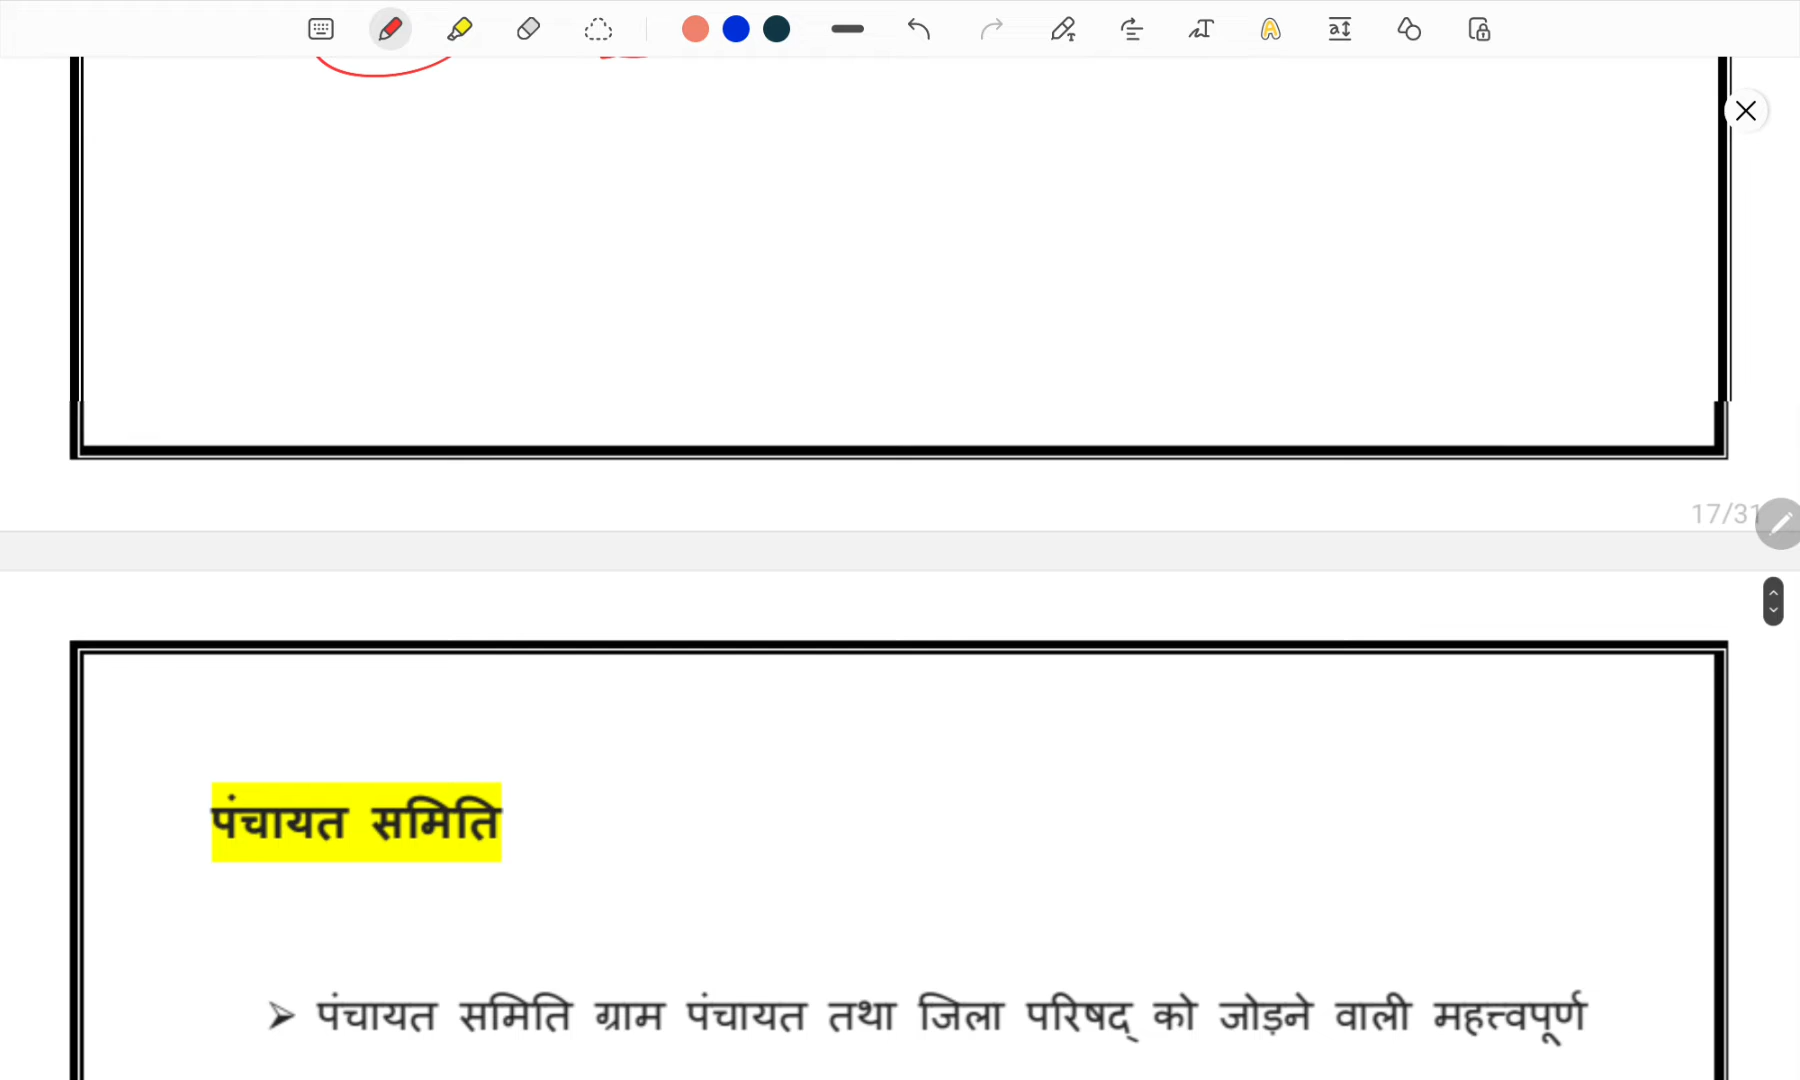 17/31
पंचायत समिति
➢ पंचायत समिति ग्राम पंचायत तथा जिला परिषद् को जोड़ने वाली महत्त्वपूर्ण